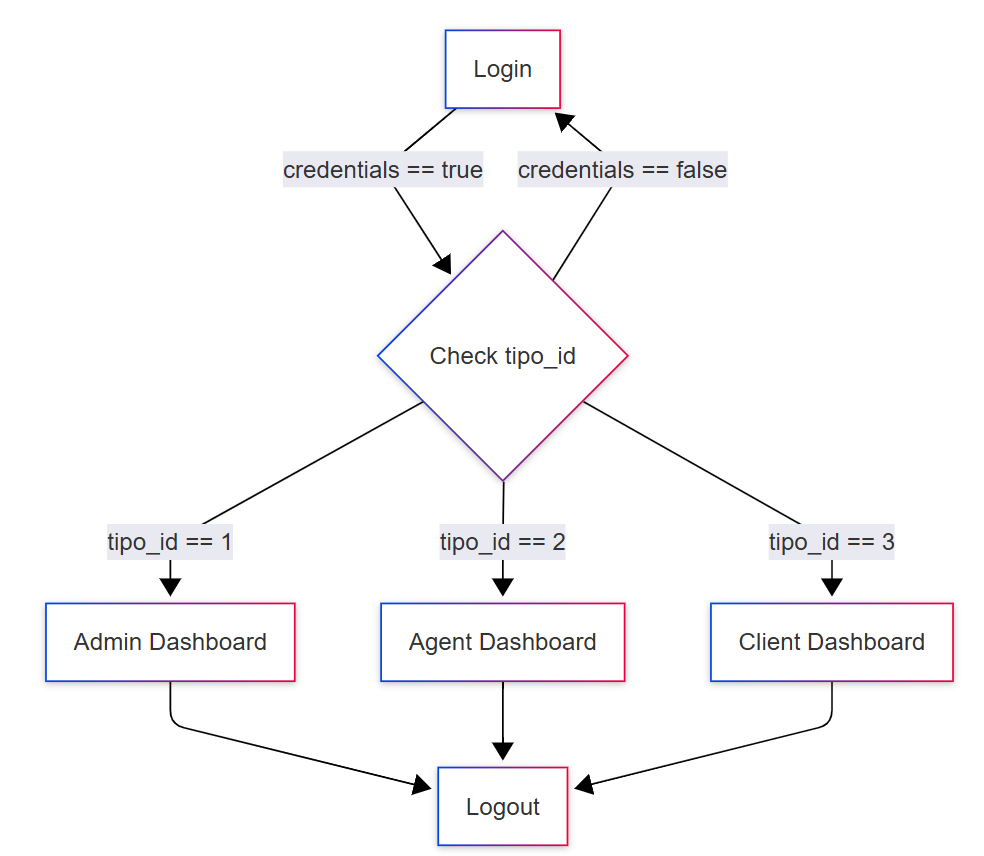 Login
credentials == true
credentials == false
Check tipo_id
tipo_id == 1
tipo_id == 2
tipo_id == 3
Admin Dashboard
Agent Dashboard
Client Dashboard
Logout